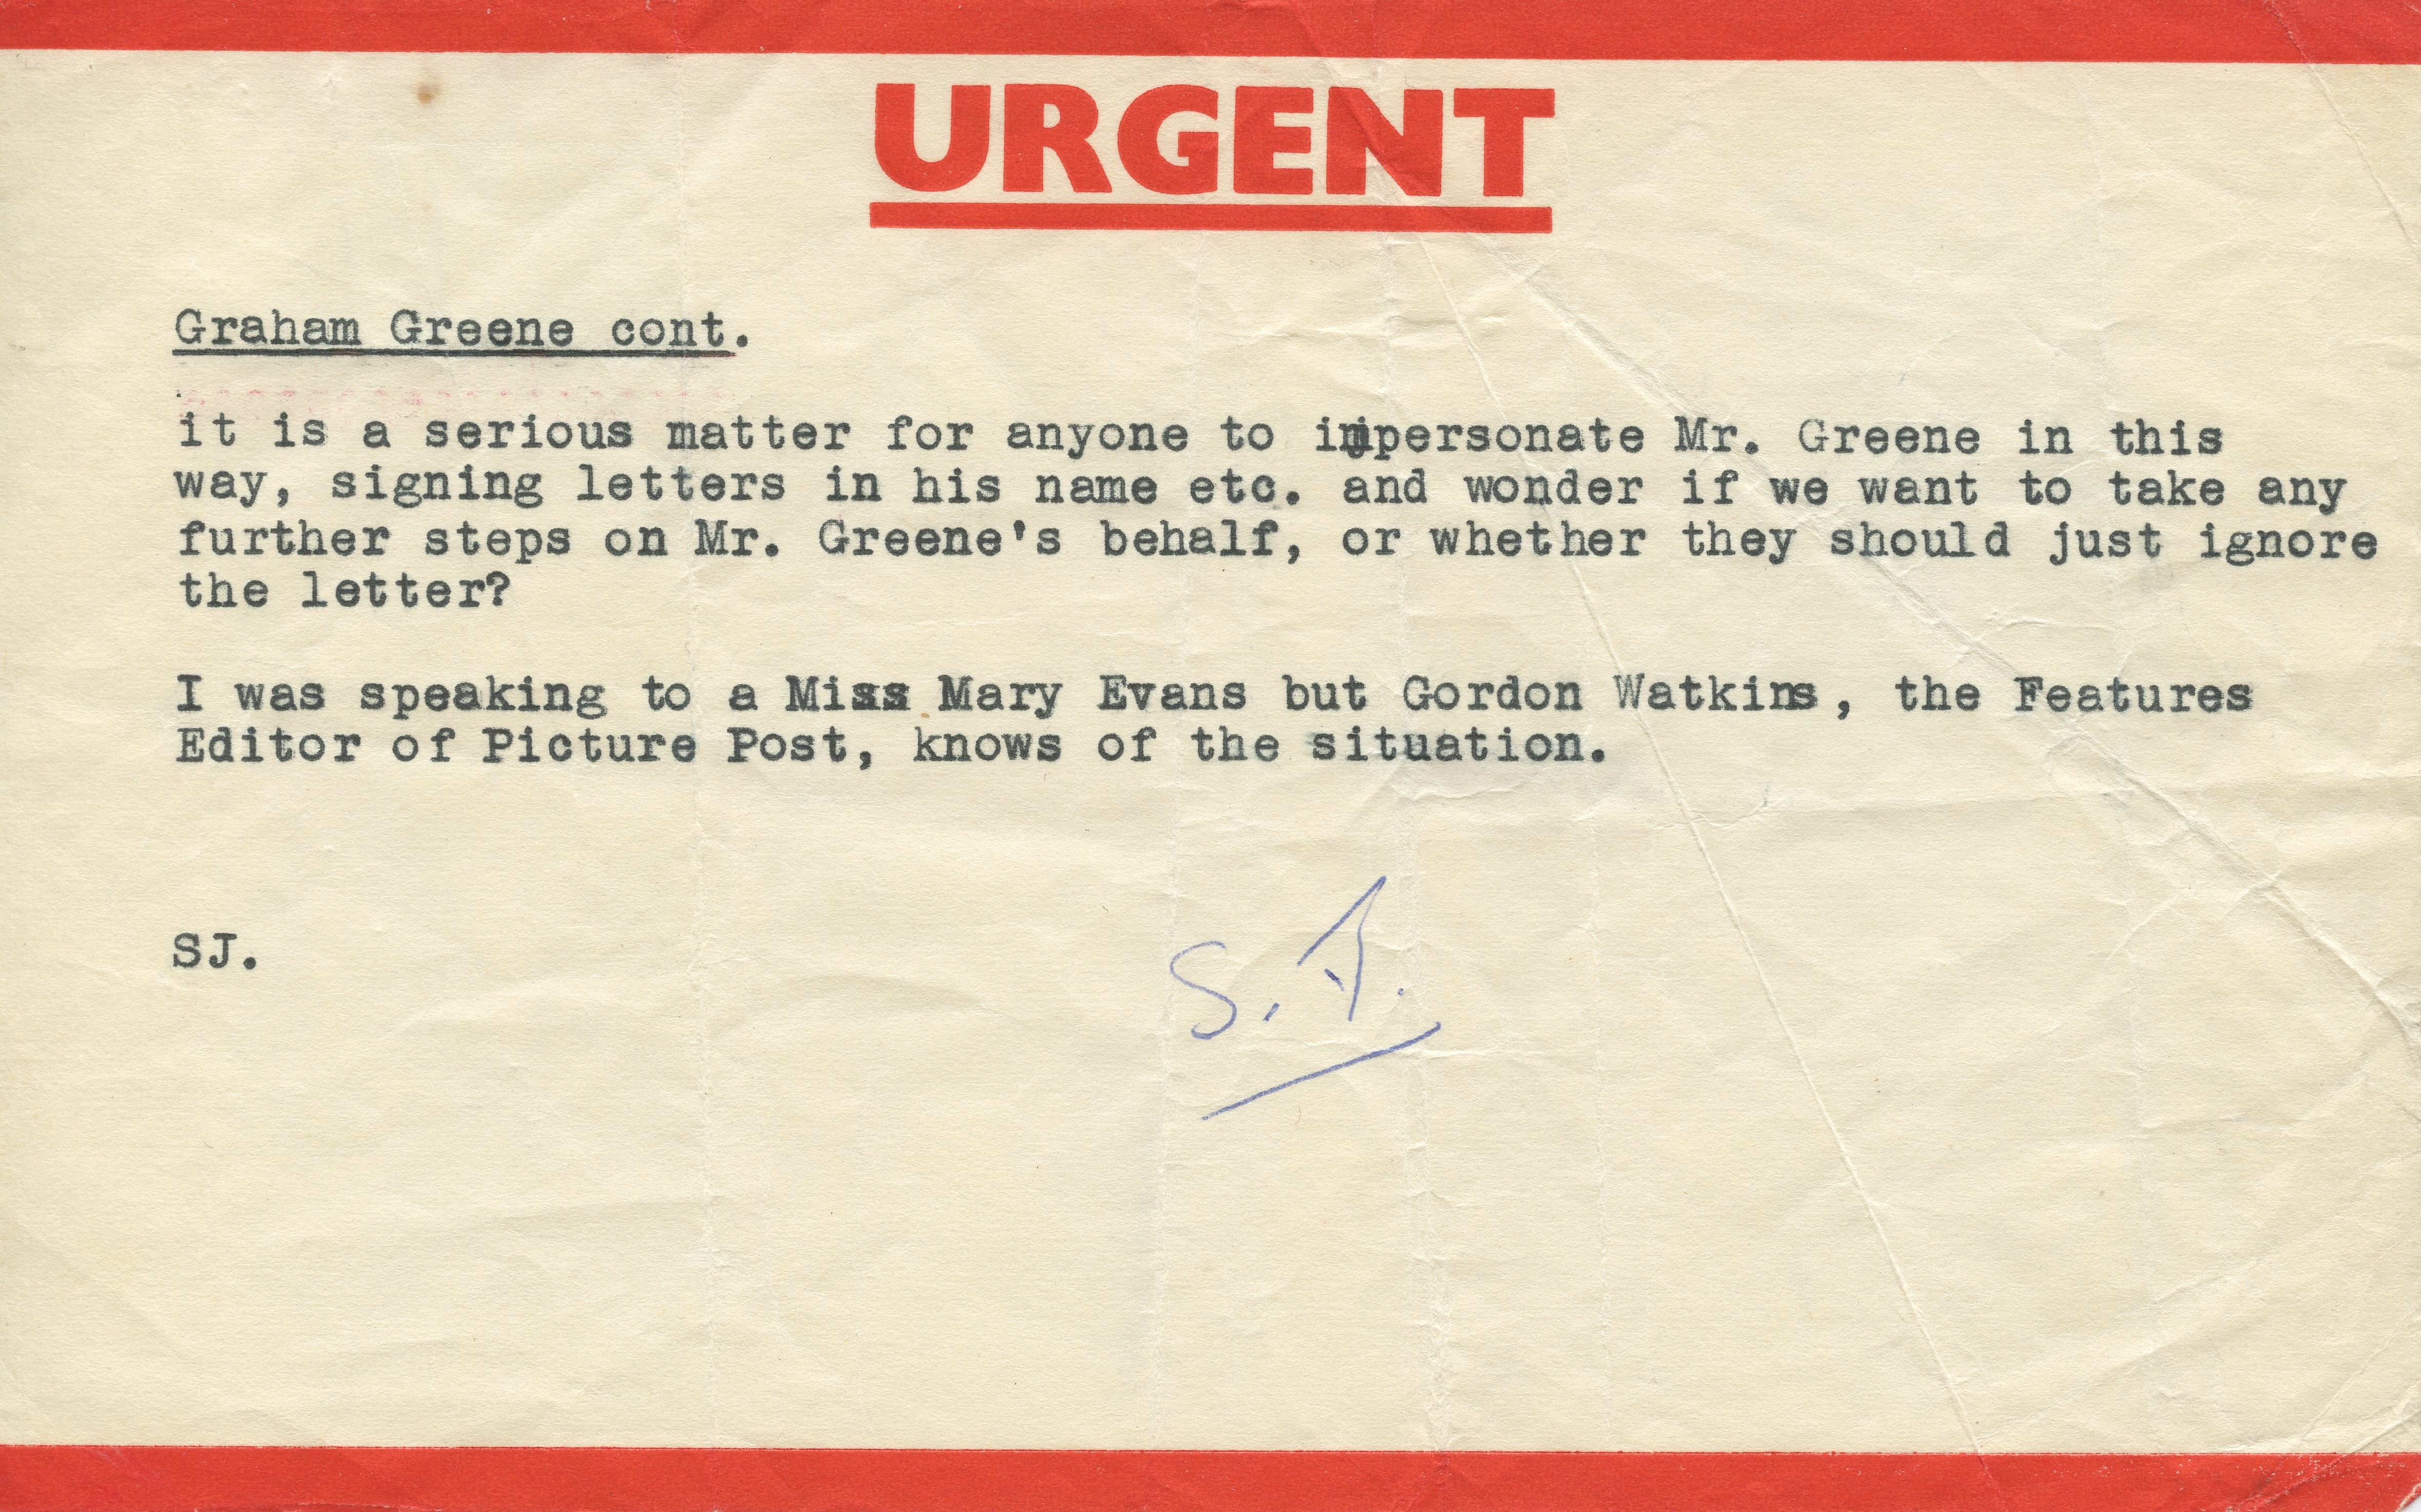 URGENT
Graham Greene cont.
it is a serious matter for anyone to impersonate Mr. Greene in this
way, signing letters in his name etc. and wonder if we want to take any
further steps on Mr. Greene's behalf, or whether they should just ignore
the letter?
I was speaking to a Miss Mary Evans but Gordon Watkins, the Features
Editor of Picture Post, knows of the situation.
SJ.
S.J.